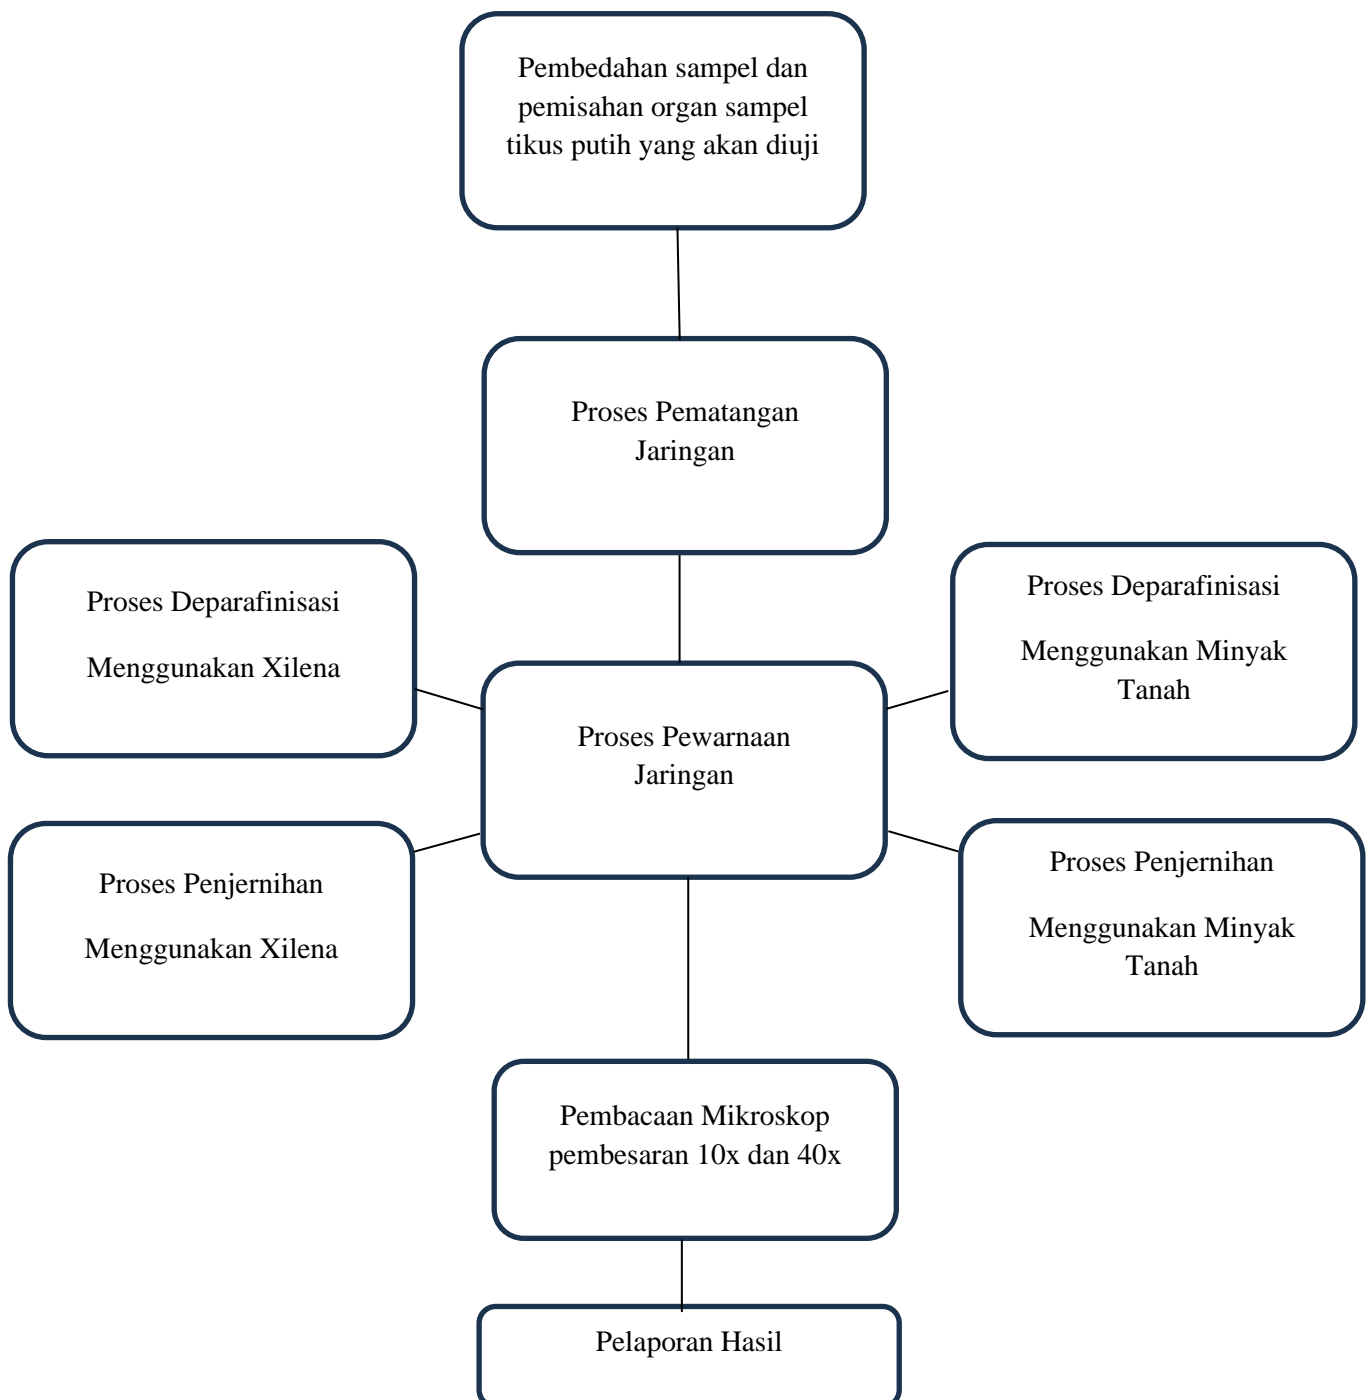 Pembedahan sampel dan
pemisahan organ sampel
tikus putih yang akan diuji
Proses Pematangan
Jaringan
Proses Deparafinisasi
Menggunakan Xilena
Proses Deparafinisasi
Menggunakan Minyak
Tanah
Proses Pewarnaan
Jaringan
Proses Penjernihan
Menggunakan Xilena
Proses Penjernihan
Menggunakan Minyak
Tanah
Pembacaan Mikroskop
pembesaran 10x dan 40x
Pelaporan Hasil